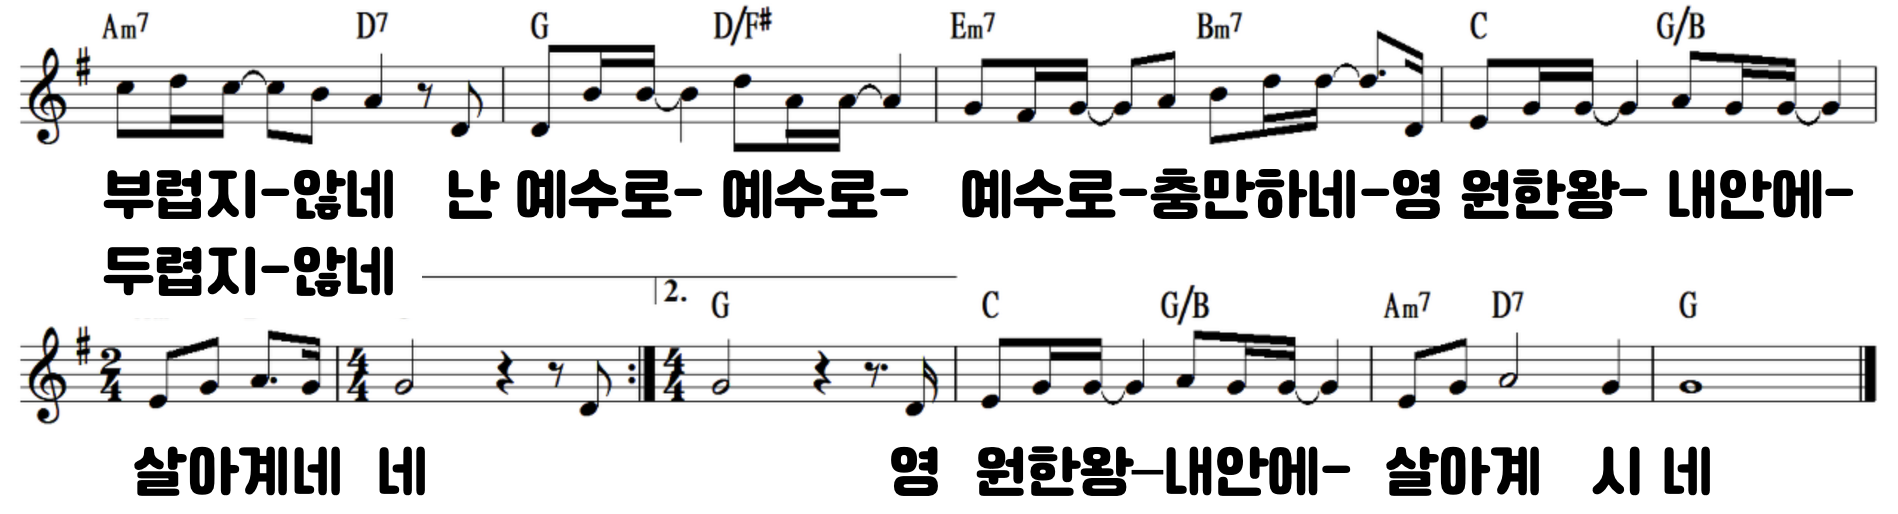 Am7 D7 G D/F# Em7 Bm7 C G/B
부럽지-않네 난 예수로- 예수로- 예수로-충만하네-영 원한왕- 내안에-
두렵지-않네
2. G C G/B Am7 D7 G
2/4 4/4 4/4
살아계네 네 영 원한왕-내안에- 살아계 시 네